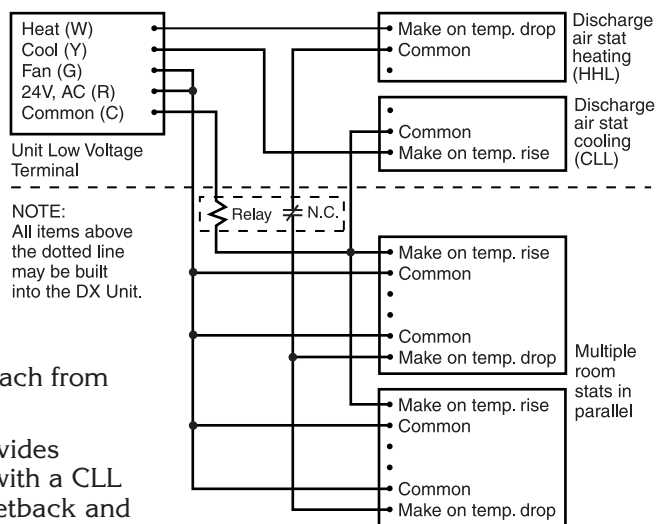 Heat (W)
Cool (Y)
Fan (G)
24V, AC (R)
Common (C)
Unit Low Voltage
Terminal
Make on temp. drop
Common
Discharge
air stat
heating
(HHL)
Common
Make on temp. rise
Discharge
air stat
cooling
(CLL)
NOTE:
All items above
the dotted line
may be built
into the DX Unit.
Relay
N.C.
Make on temp. rise
Common
Common
Make on temp. drop
Multiple
room
stats in
parallel
Make on temp. rise
Common
Common
Make on temp. drop
ach from
vides
with a CLL
etback and